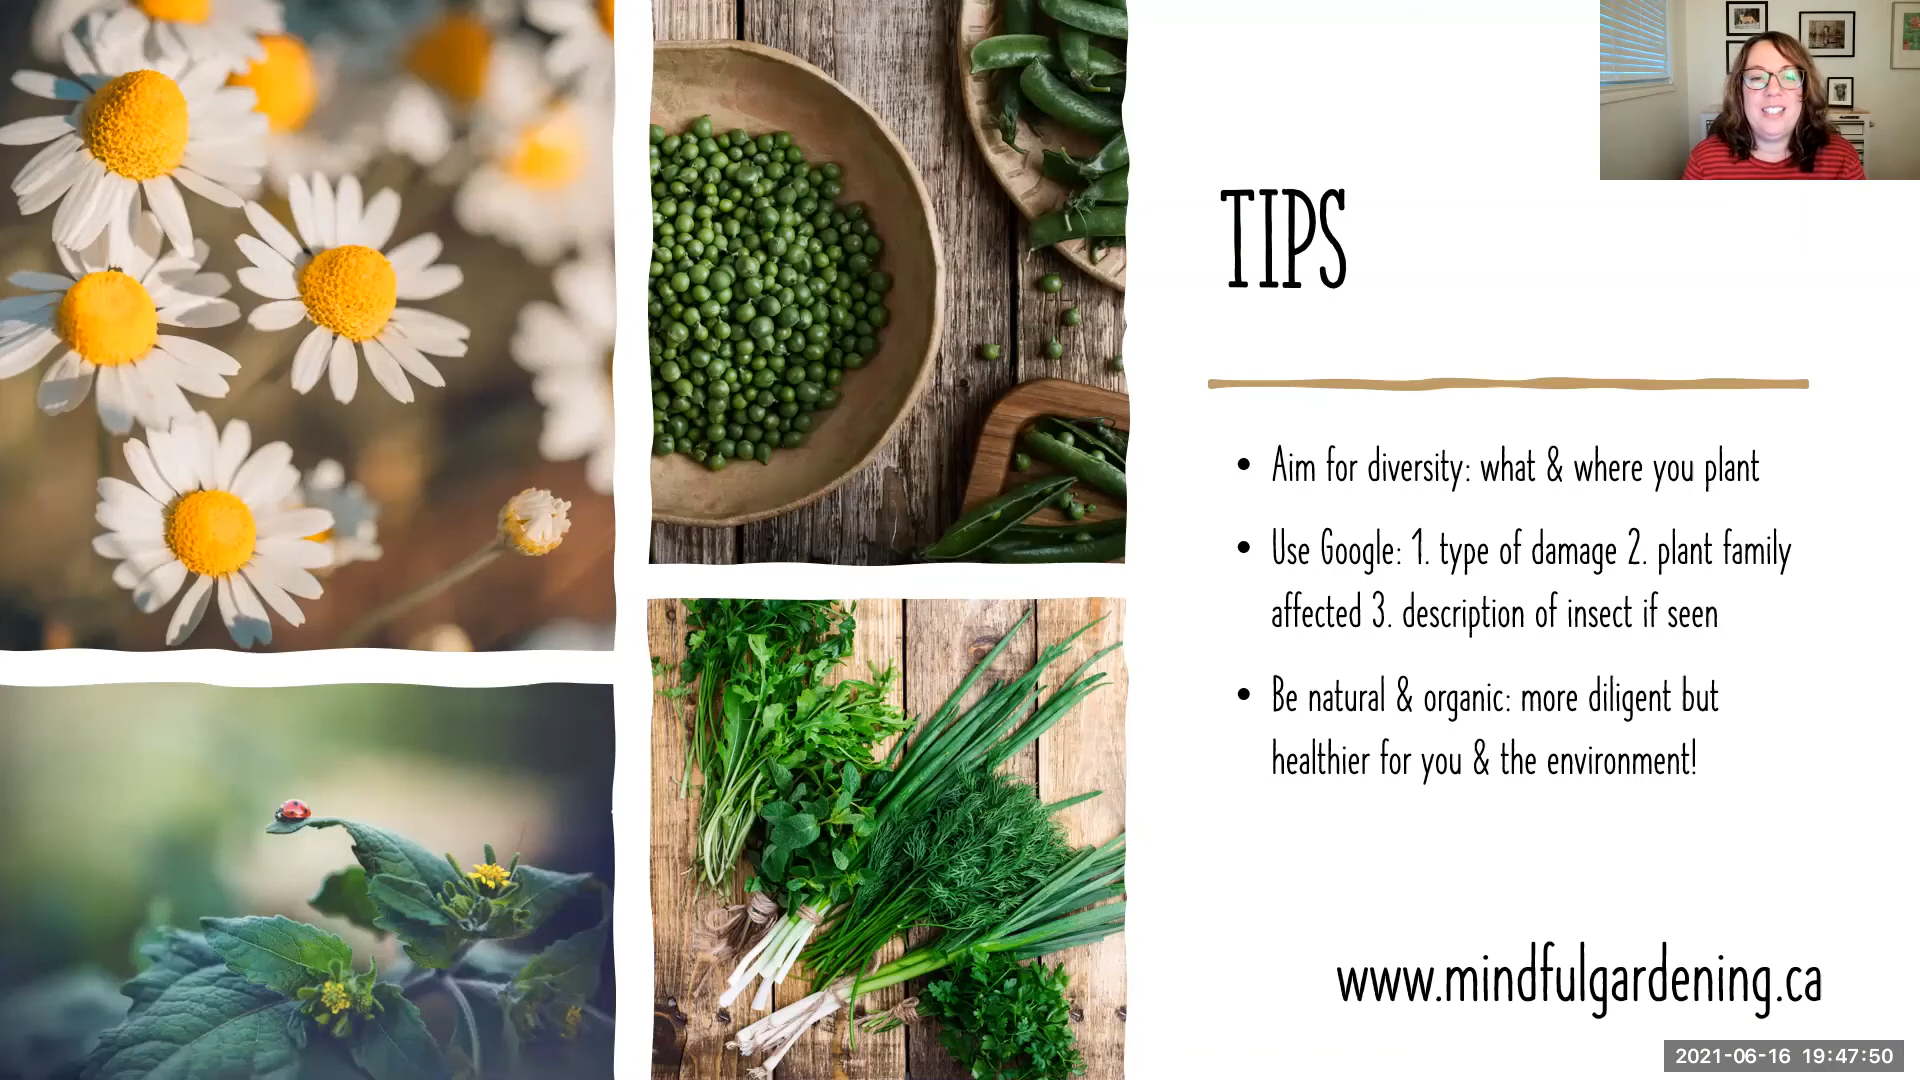 TIPS
• Aim for diversity: what & where you plant
• Use Google: 1. type of damage 2. plant family
affected 3. description of insect if seen
• Be natural & organic: more diligent but
healthier for you & the environment!
www.mindfulgardening.ca
2021-06-16 19:47:50